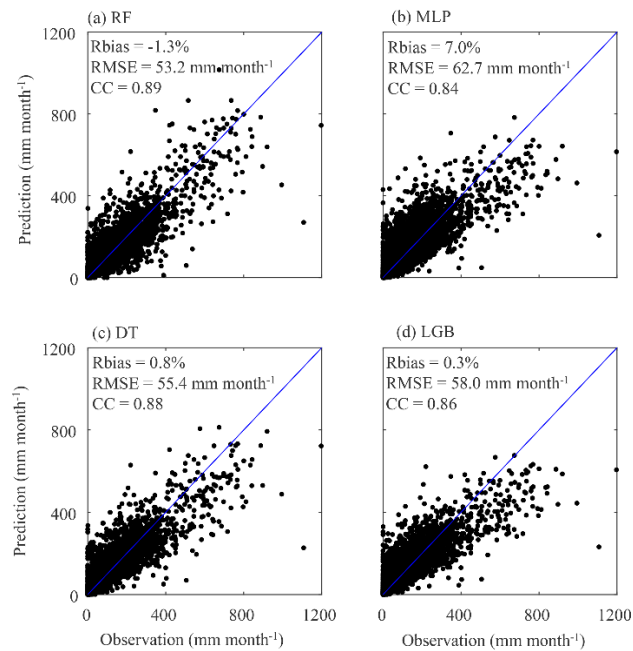 (a) RF
Rbias = -1.3%
RMSE = 53.2 mm month⁻¹
CC = 0.89
1200
800
400
0
Prediction (mm month⁻¹)
(b) MLP
Rbias = 7.0%
RMSE = 62.7 mm month⁻¹
CC = 0.84
(c) DT
Rbias = 0.8%
RMSE = 55.4 mm month⁻¹
CC = 0.88
1200
800
400
0
Prediction (mm month⁻¹)
0 400 800 1200
Observation (mm month⁻¹)
(d) LGB
Rbias = 0.3%
RMSE = 58.0 mm month⁻¹
CC = 0.86
0 400 800 1200
Observation (mm month⁻¹)